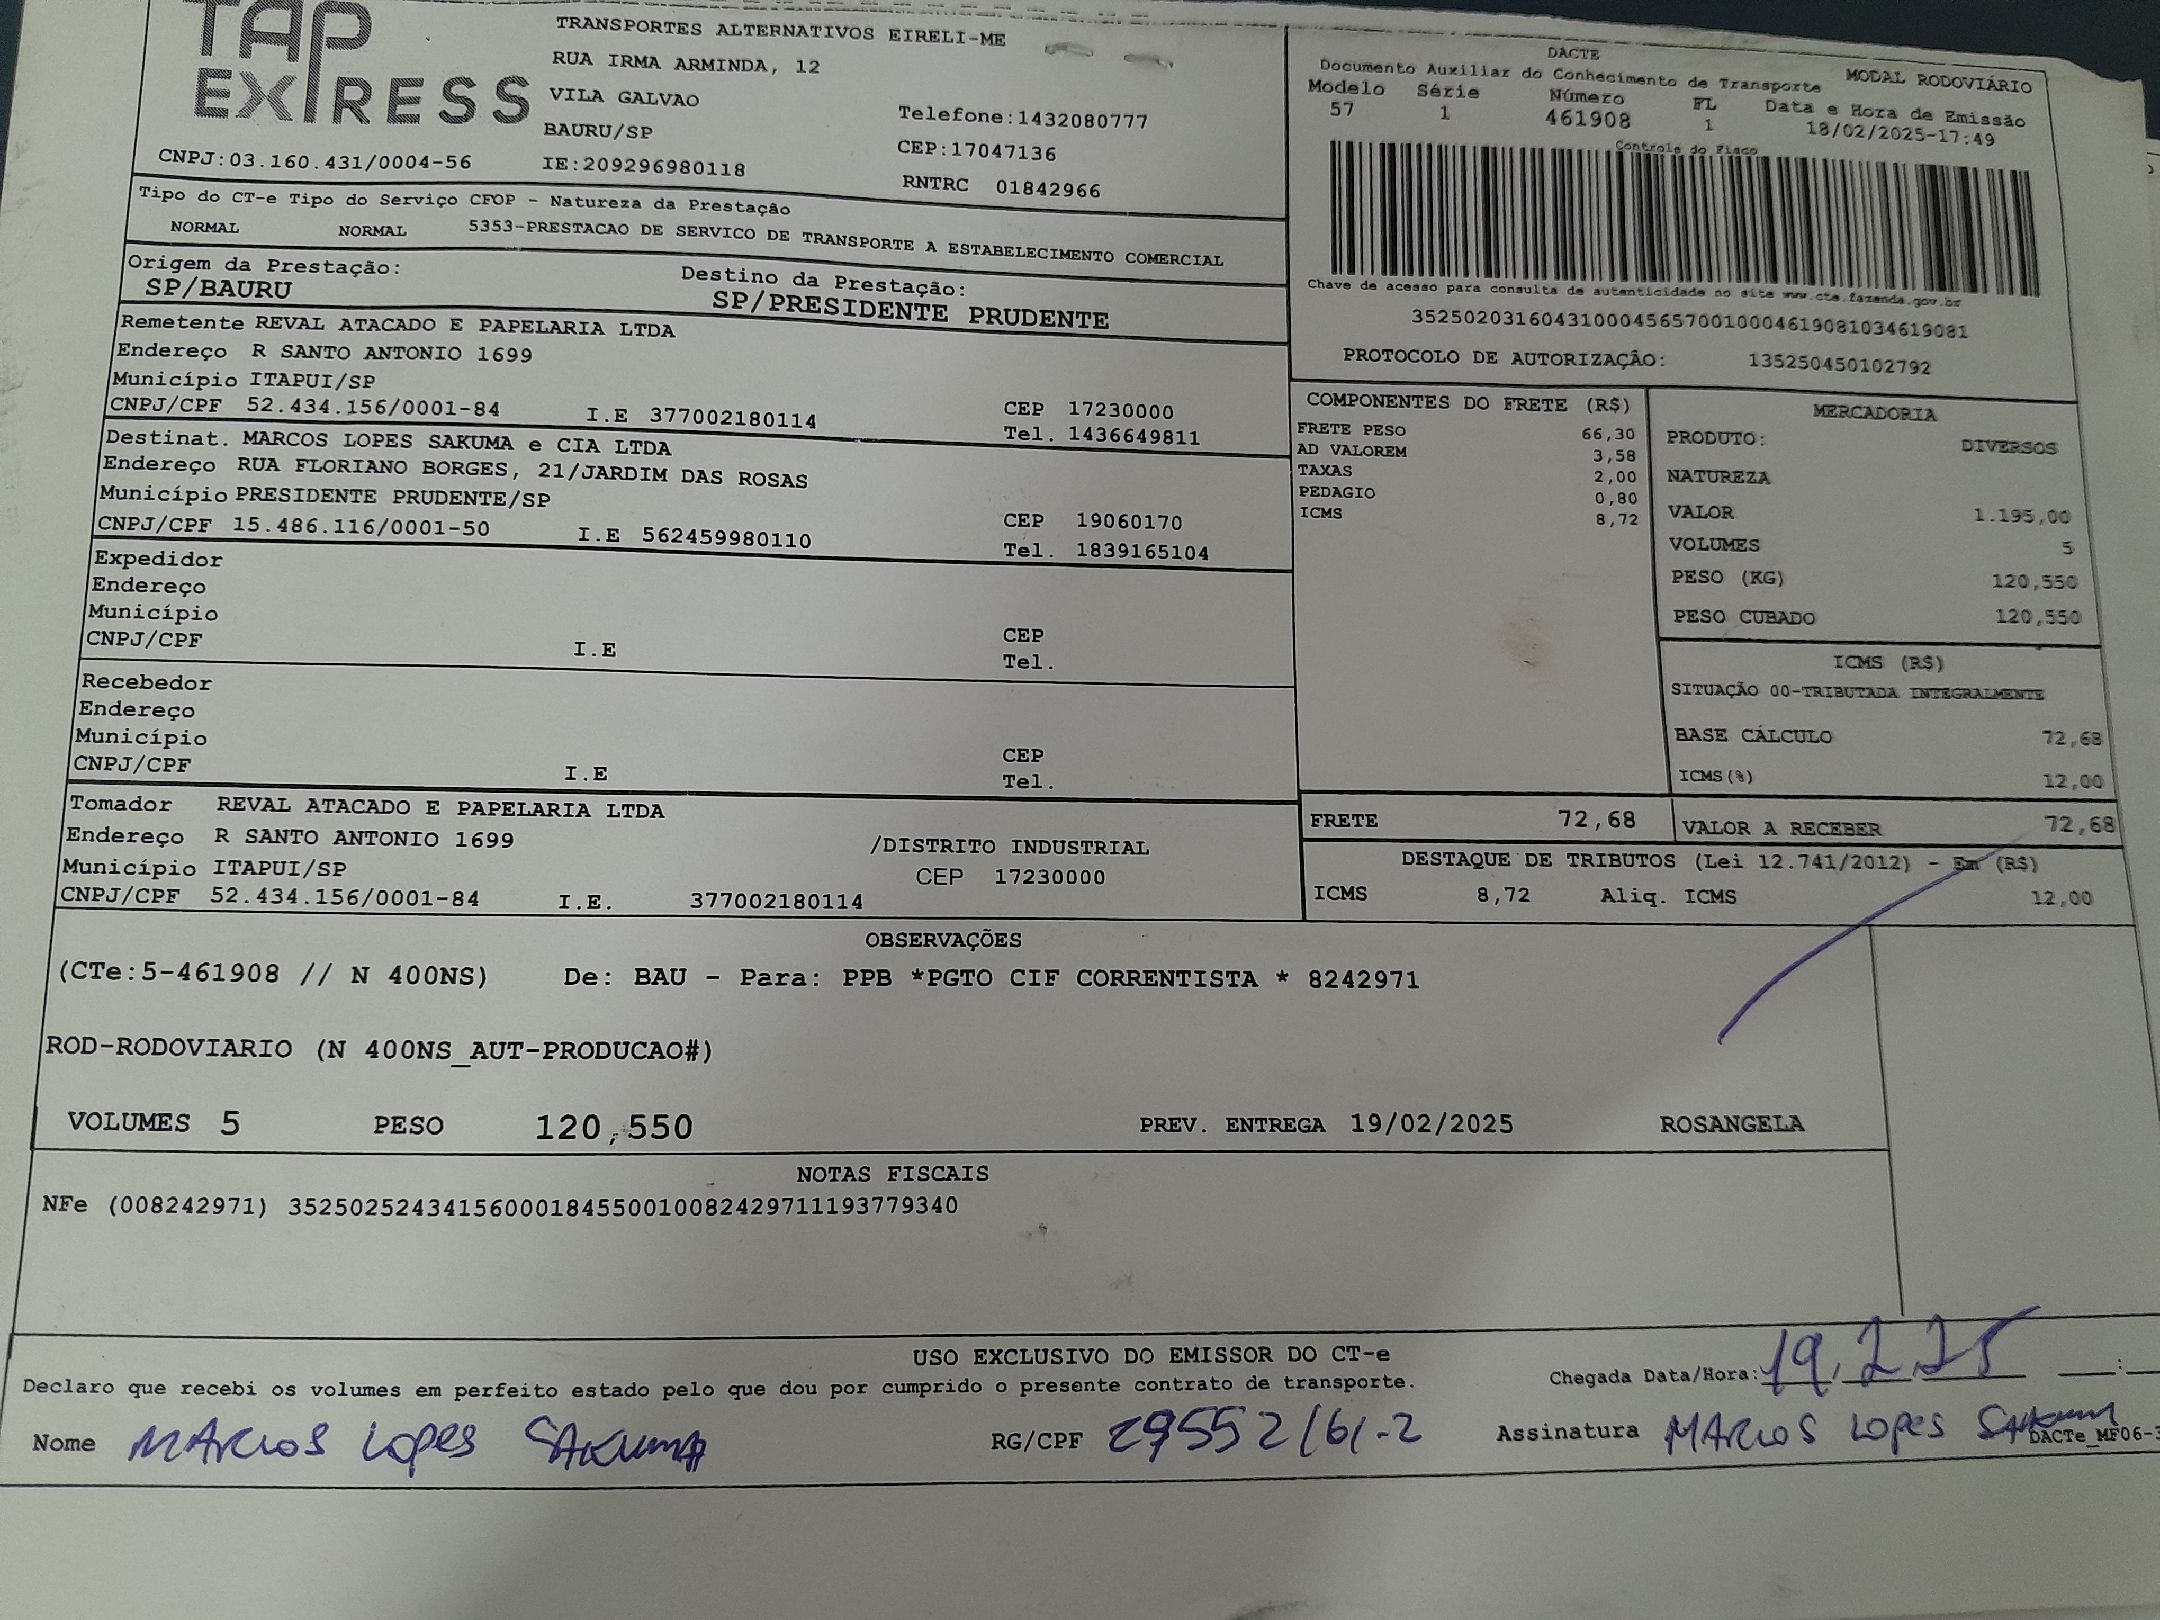 TAP
EXPRESS
TRANSPORTES ALTERNATIVOS EIRELI-ME
RUA IRMA ARMINDA, 12
VILA GALVAO
BAURU/SP
Telefone:1432080777
CEP:17047136
CNPJ:03.160.431/0004-56 IE:209296980118 RNTRC 01842966
DACTE
Documento Auxiliar do Conhecimento de Transporte MODAL RODOVIÁRIO
Modelo Série Número FL Data e Hora de Emissão
57 1 461908 1 18/02/2025-17:49
Controle do Fisco
Chave de acesso para consulta de autenticidade no site www.cte.fazenda.gov.br
35250203160431000456570010004619081034619081
PROTOCOLO DE AUTORIZAÇÃO: 135250450102792
Tipo do CT-e Tipo do Serviço CFOP - Natureza da Prestação
NORMAL NORMAL 5353-PRESTACAO DE SERVICO DE TRANSPORTE A ESTABELECIMENTO COMERCIAL
Origem da Prestação: Destino da Prestação:
SP/BAURU SP/PRESIDENTE PRUDENTE
Remetente REVAL ATACADO E PAPELARIA LTDA
Endereço R SANTO ANTONIO 1699
Município ITAPUI/SP CEP 17230000
CNPJ/CPF 52.434.156/0001-84 I.E 377002180114 Tel. 1436649811
Destinat. MARCOS LOPES SAKUMA e CIA LTDA
Endereço RUA FLORIANO BORGES, 21/JARDIM DAS ROSAS
Município PRESIDENTE PRUDENTE/SP CEP 19060170
CNPJ/CPF 15.486.116/0001-50 I.E 562459980110 Tel. 1839165104
Expedidor
Endereço
Município CEP
CNPJ/CPF I.E Tel.
Recebedor
Endereço
Município CEP
CNPJ/CPF I.E Tel.
Tomador REVAL ATACADO E PAPELARIA LTDA
Endereço R SANTO ANTONIO 1699 /DISTRITO INDUSTRIAL
Município ITAPUI/SP CEP 17230000
CNPJ/CPF 52.434.156/0001-84 I.E. 377002180114
COMPONENTES DO FRETE (R$)
FRETE PESO 66,30
AD VALOREM 3,58
TAXAS 2,00
PEDAGIO 0,80
ICMS 8,72
MERCADORIA
PRODUTO: DIVERSOS
NATUREZA
VALOR 1.195,00
VOLUMES 5
PESO (KG) 120,550
PESO CUBADO 120,550
ICMS (R$)
SITUAÇÃO 00-TRIBUTADA INTEGRALMENTE
BASE CÁLCULO 72,68
ICMS(%) 12,00
FRETE 72,68 VALOR A RECEBER 72,68
DESTAQUE DE TRIBUTOS (Lei 12.741/2012) - Em (R$)
ICMS 8,72 Aliq. ICMS 12,00
OBSERVAÇÕES
(CTe:5-461908 // N 400NS) De: BAU - Para: PPB *PGTO CIF CORRENTISTA * 8242971
ROD-RODOVIARIO (N 400NS_AUT-PRODUCAO#)
VOLUMES 5 PESO 120,550 PREV. ENTREGA 19/02/2025 ROSANGELA
NOTAS FISCAIS
NFe (008242971) 35250252434156000184550010082429711193779340
USO EXCLUSIVO DO EMISSOR DO CT-e
Declaro que recebi os volumes em perfeito estado pelo que dou por cumprido o presente contrato de transporte. Chegada Data/Hora: 19.2.25 :
Nome MARCOS LOPES SAKUMA RG/CPF 29552161-2 Assinatura MARCOS LOPES SAKUMA
DACTe_MF06-3